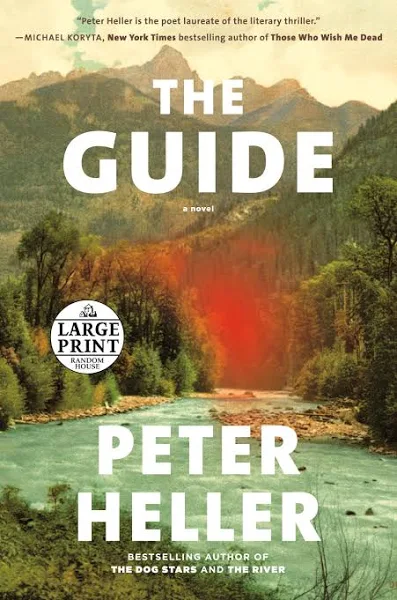 "Peter Heller is the poet laureate of the literary thriller."
—MICHAEL KORYTA, New York Times bestselling author of Those Who Wish Me Dead
THE
GUIDE
a novel
LARGE
PRINT
RANDOM
HOUSE
PETER
HELLER
BESTSELLING AUTHOR OF
THE DOG STARS AND THE RIVER